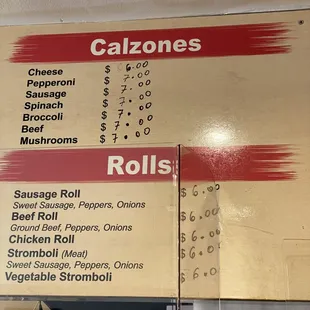 Calzones
Cheese $ 6.00
Pepperoni $ 7.00
Sausage $ 7.00
Spinach $ 7.00
Broccoli $ 7.00
Beef $ 7.00
Mushrooms $ 7.00
Rolls
Sausage Roll $ 6.00
Sweet Sausage, Peppers, Onions
Beef Roll $ 6.00
Ground Beef, Peppers, Onions
Chicken Roll $ 6.00
Stromboli (Meat) $ 6.00
Sweet Sausage, Peppers, Onions
Vegetable Stromboli $ 6.00